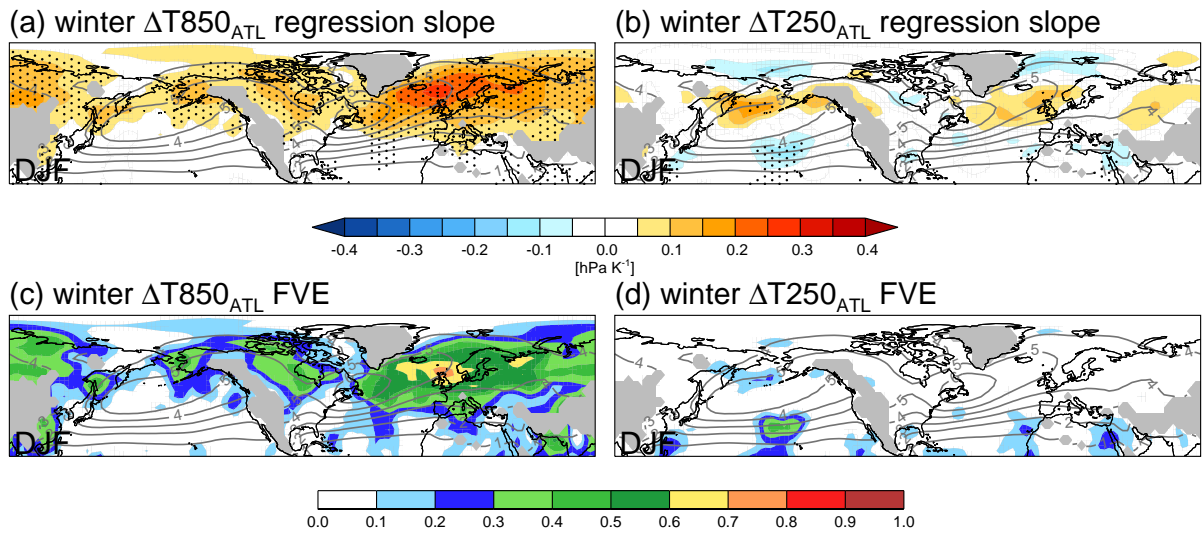 (a) winter ΔT850ATL regression slope
(b) winter ΔT250ATL regression slope
DJF
DJF
-0.4 -0.3 -0.2 -0.1 0.0 0.1 0.2 0.3 0.4
[hPa K⁻¹]
(c) winter ΔT850ATL FVE
(d) winter ΔT250ATL FVE
DJF
DJF
0.0 0.1 0.2 0.3 0.4 0.5 0.6 0.7 0.8 0.9 1.0